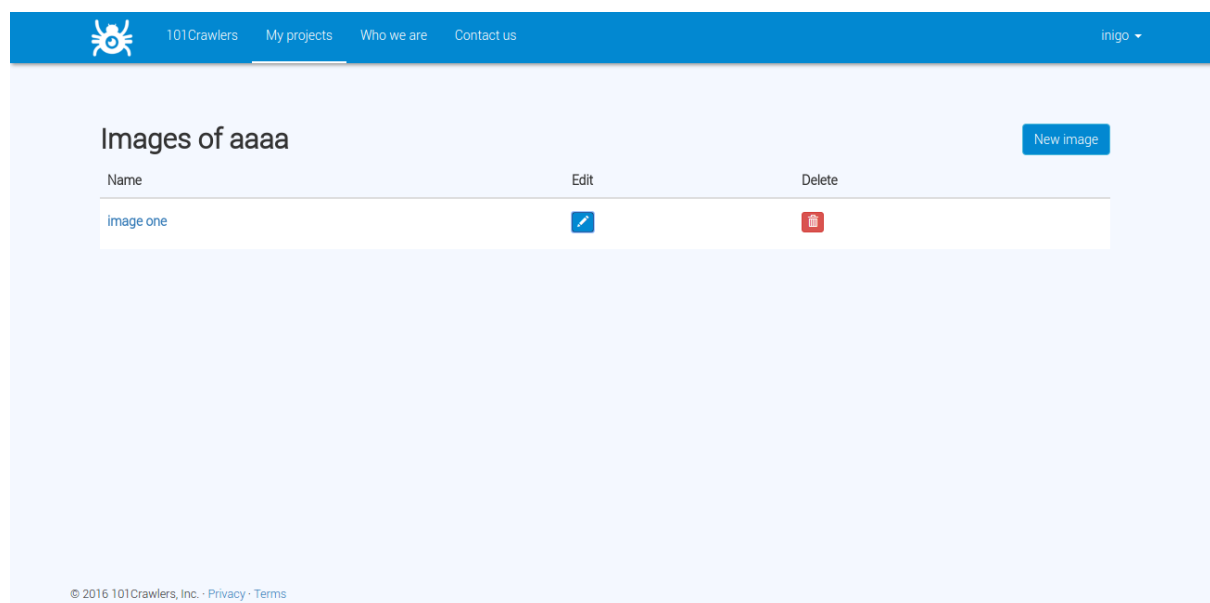 101Crawlers My projects Who we are Contact us inigo
Images of aaaa New image
Name Edit Delete
image one
© 2016 101Crawlers, Inc. · Privacy · Terms